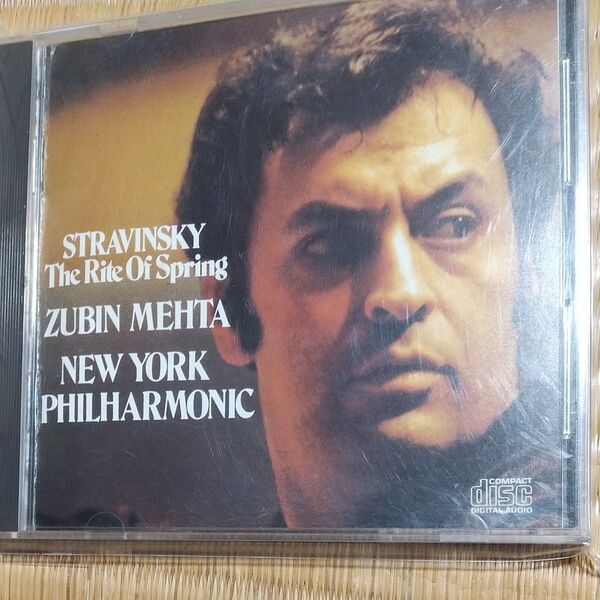 STRAVINSKY
The Rite Of Spring
ZUBIN MEHTA
NEW YORK
PHILHARMONIC
COMPACT
disc
DIGITAL AUDIO